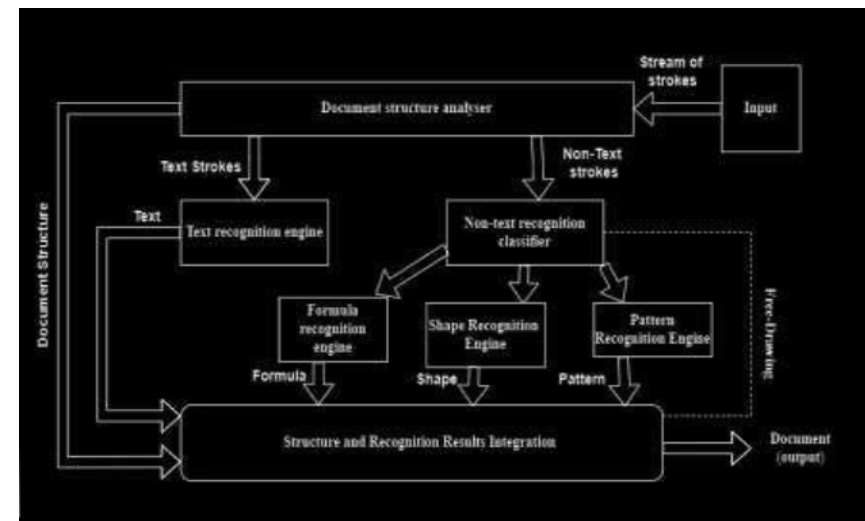 Stream of
strokes
Input
Document structure analyser
Text Strokes
Non-Text
strokes
Text
Text recognition engine
Non-text recognition
classifier
Document Structure
Formula
recognition
engine
Shape Recognition
Engine
Pattern
Recognition Engine
Free-Drawing
Formula
Shape
Pattern
Structure and Recognition Results Integration
Document
(output)